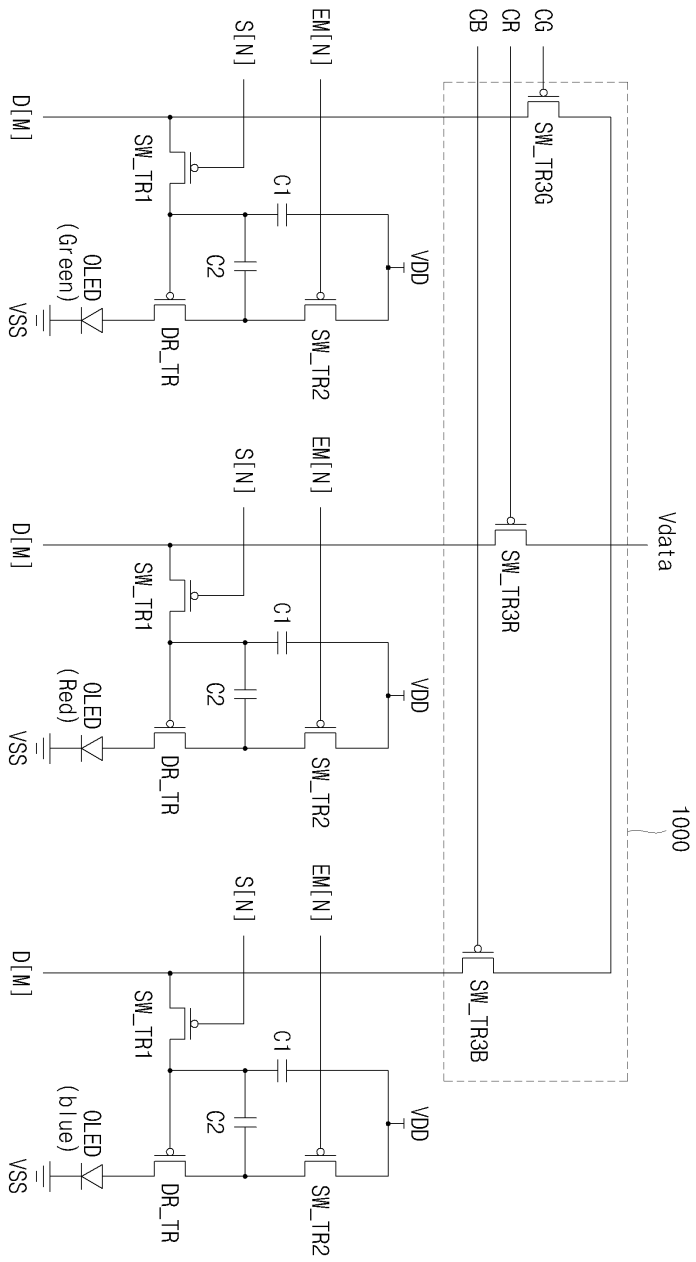 CG
CR
CB
EM[N]
S[N]
D[M]
SW_TR3G
SW_TR1
C1
C2
VDD
SW_TR2
DR_TR
OLED
(Green)
VSS
Vdata
EM[N]
S[N]
D[M]
SW_TR3R
SW_TR1
C1
C2
VDD
SW_TR2
DR_TR
OLED
(Red)
VSS
1000
EM[N]
S[N]
D[M]
SW_TR3B
SW_TR1
C1
C2
VDD
SW_TR2
DR_TR
OLED
(blue)
VSS